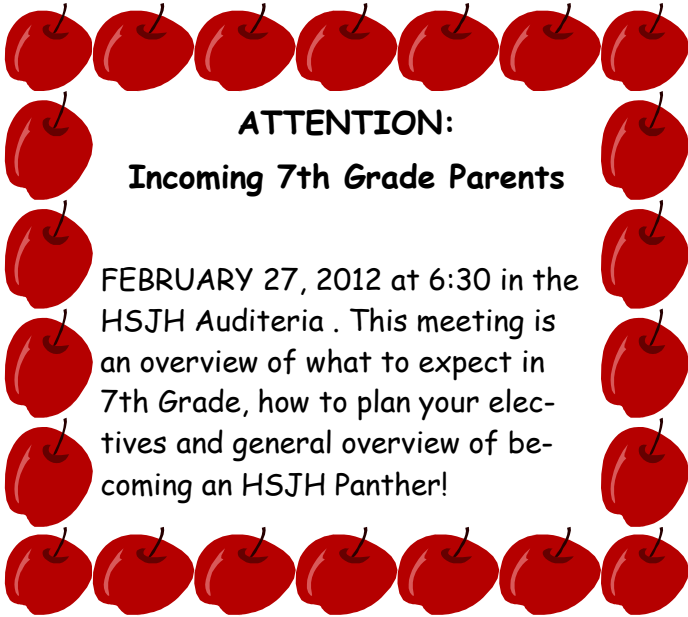 ATTENTION:
Incoming 7th Grade Parents
FEBRUARY 27, 2012 at 6:30 in the
HSJH Auditeria . This meeting is
an overview of what to expect in
7th Grade, how to plan your elec-
tives and general overview of be-
coming an HSJH Panther!